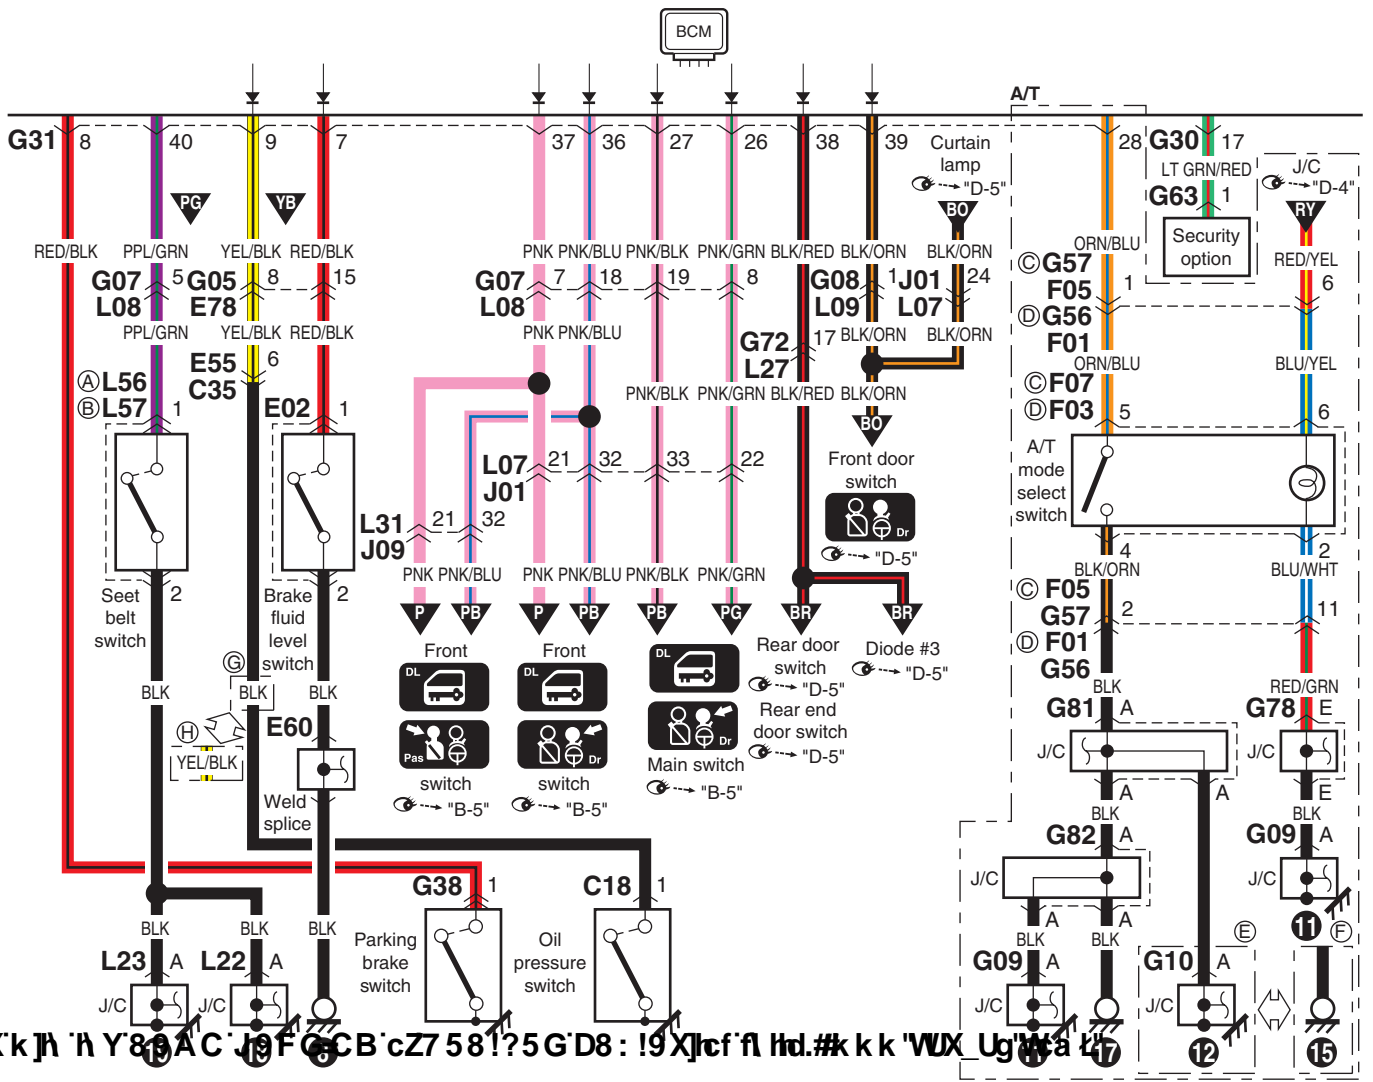 BCM
A/T
G31 8 40 9 7 37 36 27 26 38 39 28 G30 17
Curtain lamp
"D-5"
BO
LT GRN/RED
G63 1
Security option
J/C
"D-4"
RY
PG YB
RED/BLK PPL/GRN YEL/BLK RED/BLK PNK PNK/BLU PNK/BLK PNK/GRN BLK/RED BLK/ORN BLK/ORN ORN/BLU RED/YEL
G07 5 G05 8 15 G07 7 18 19 8 G08 1 J01 24 Ⓒ G57 1 6
L08 E78 L08 L09 L07 F05
Ⓓ G56
F01
PPL/GRN YEL/BLK RED/BLK PNK PNK/BLU G72 17 BLK/ORN BLK/ORN
L27
ORN/BLU BLU/YEL
E55 6
C35
Ⓐ L56
Ⓑ L57 1 E02 1
PNK/BLK PNK/GRN BLK/RED BLK/ORN
BO
Ⓒ F07
Ⓓ F03 5 6
Front door switch
Dr
"D-5"
A/T mode select switch
L07 21 32 33 22
J01
L31 21 32
J09
4 2
PNK PNK/BLU PNK PNK/BLU PNK/BLK PNK/GRN BLK/ORN BLU/WHT
2 2
Seet belt switch
Brake fluid level switch
P PB P PB PB PG BR BR
Ⓒ F05
G57 2 11
Ⓓ F01
G56
Front
DL
Pas
switch
"B-5"
Front
DL
Dr
switch
"B-5"
DL
Dr
Main switch
"B-5"
Rear door switch
"D-5"
Rear end door switch
"D-5"
Diode #3
"D-5"
Ⓖ
BLK BLK BLK BLK RED/GRN
Ⓗ
YEL/BLK
E60
Weld splice
G81 A G78 E
J/C J/C
A A E
BLK BLK
G82 A G09 A
J/C J/C
A A 11
G38 1 C18 1
BLK BLK BLK BLK BLK
Parking brake switch
Oil pressure switch
L23 A L22 A G09 A G10 A
Ⓔ Ⓕ
J/C J/C J/C J/C
17 12 15